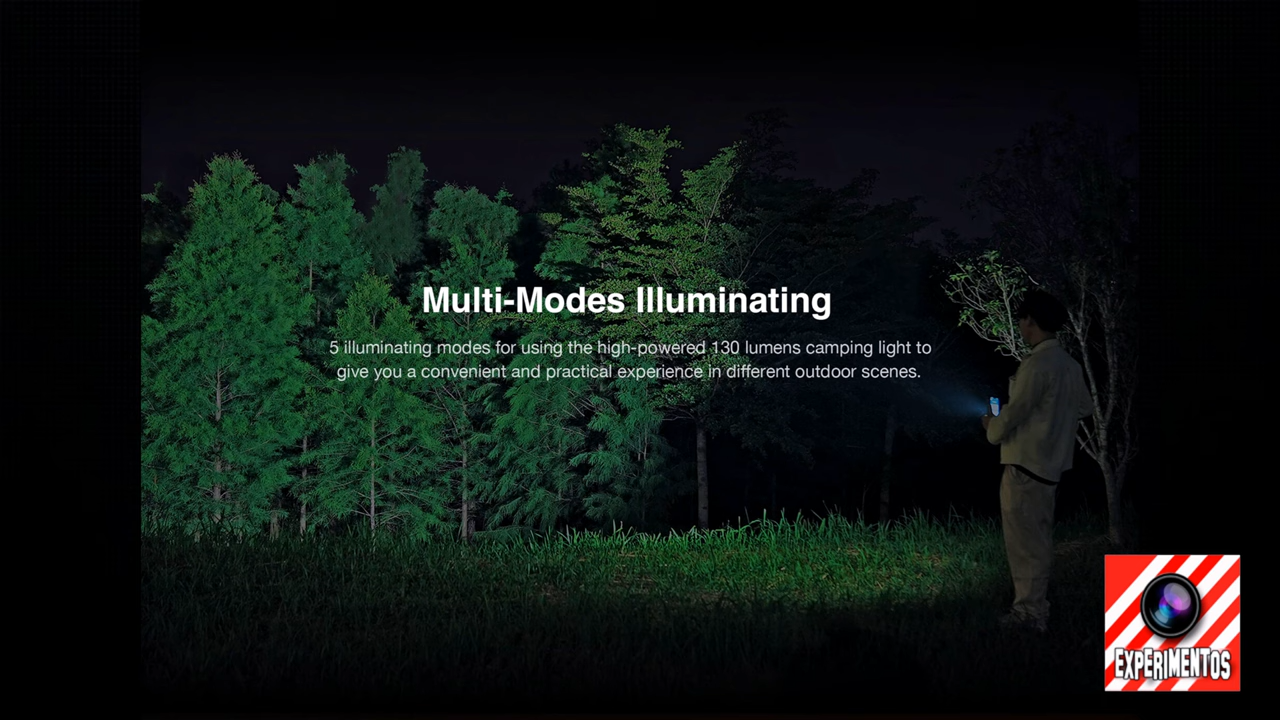 Multi-Modes Illuminating
5 illuminating modes for using the high-powered 130 lumens camping light to
give you a convenient and practical experience in different outdoor scenes.
EXPERIMENTOS